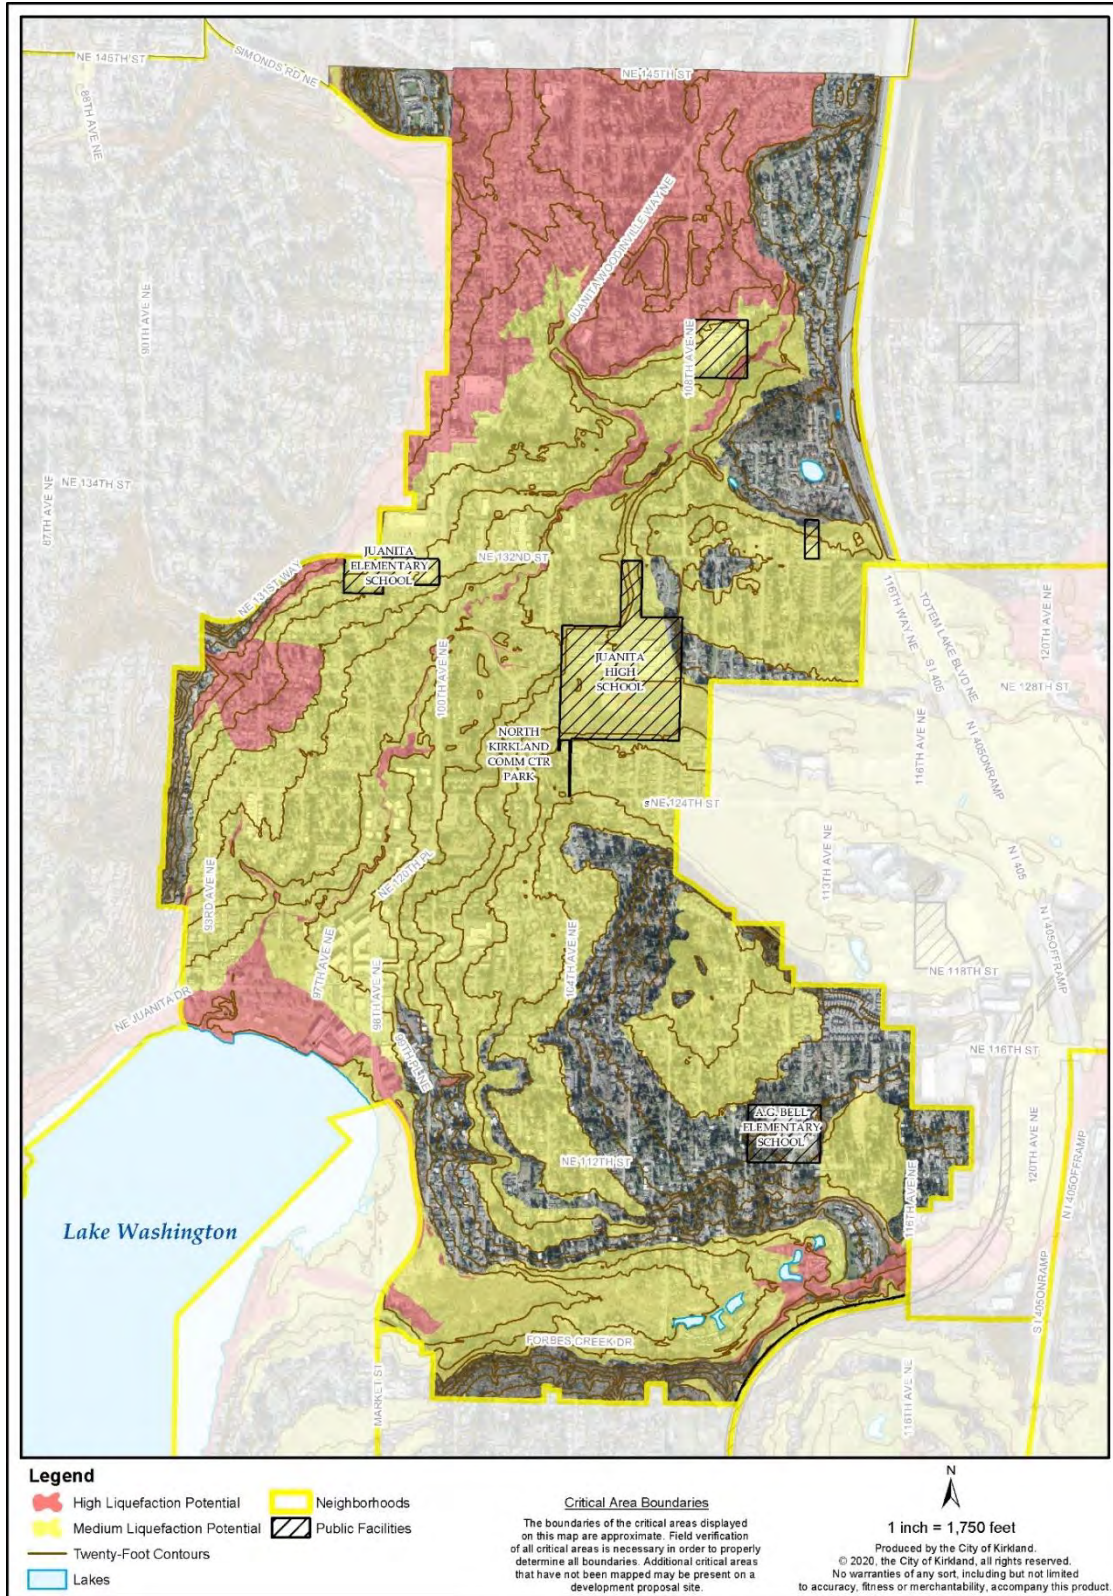 NE 145TH ST
SIMONDS RD NE
88TH AVE NE
NE 145TH ST
JUANITA WOODINVILLE WAY NE
90TH AVE NE
108TH AVE NE
NE 134TH ST
87TH AVE NE
NE 131ST WAY
JUANITA
ELEMENTARY
SCHOOL
NE 132ND ST
116TH WAY NE
TOTEM LAKE BLVD NE
S I 405
120TH AVE NE
NE 128TH ST
100TH AVE NE
JUANITA
HIGH
SCHOOL
116TH AVE NE
N I 405 ONRAMP
NORTH
KIRKLAND
COMM CTR
PARK
NE 124TH ST
N I 405
113TH AVE NE
NE 120TH PL
93RD AVE NE
97TH AVE NE
98TH AVE NE
104TH AVE NE
N I 405 OFFRAMP
NE 118TH ST
NE JUANITA DR
NE 116TH ST
A.G. BELL
ELEMENTARY
SCHOOL
NE 112TH ST
120TH AVE NE
N I 405 OFFRAMP
116TH AVE NE
Lake Washington
S I 405 ONRAMP
FORBES CREEK DR
MARKET ST
116TH AVE NE
Legend
High Liquefaction Potential
Medium Liquefaction Potential
Twenty-Foot Contours
Lakes
Neighborhoods
Public Facilities
Critical Area Boundaries
The boundaries of the critical areas displayed
on this map are approximate. Field verification
of all critical areas is necessary in order to properly
determine all boundaries. Additional critical areas
that have not been mapped may be present on a
development proposal site.
N
1 inch = 1,750 feet
Produced by the City of Kirkland.
© 2020, the City of Kirkland, all rights reserved.
No warranties of any sort, including but not limited
to accuracy, fitness or merchantability, accompany this product.